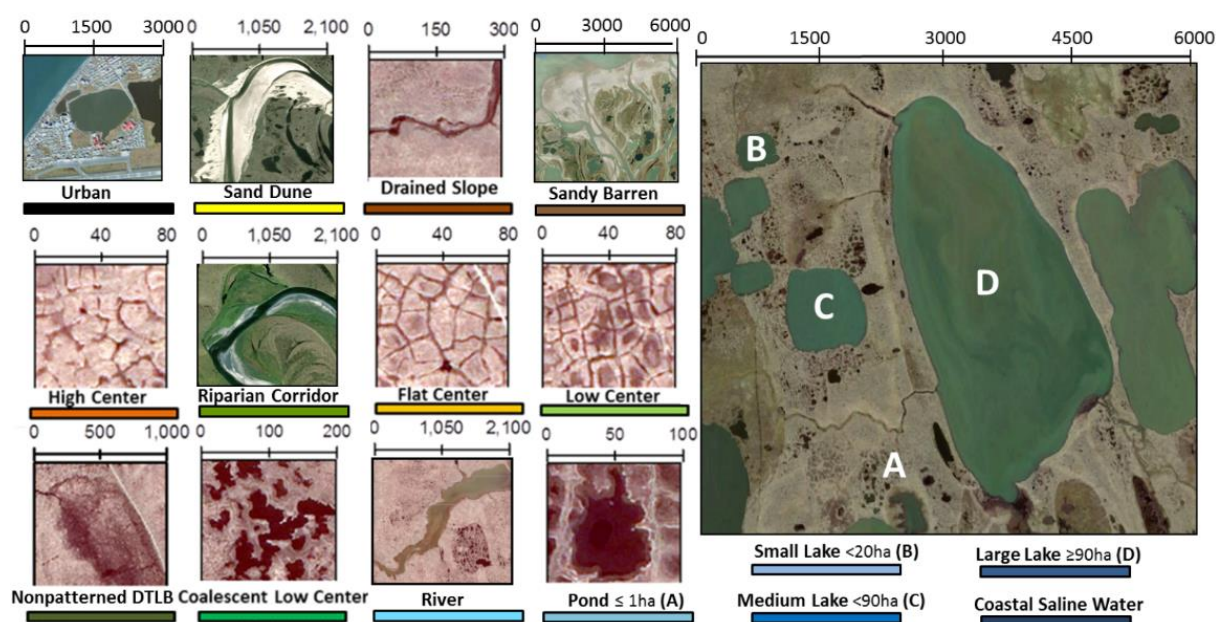 0 1500 3000
0 1,050 2,100
0 150 300
0 3000 6000
0 1500 3000 4500 6000
Urban
Sand Dune
Drained Slope
Sandy Barren
0 40 80
0 1,050 2,100
0 40 80
0 40 80
High Center
Riparian Corridor
Flat Center
Low Center
0 500 1,000
0 100 200
0 1,050 2,100
0 50 100
Nonpatterned DTLB
Coalescent Low Center
River
Pond ≤ 1ha (A)
B
C
D
A
Small Lake <20ha (B)
Large Lake ≥90ha (D)
Medium Lake <90ha (C)
Coastal Saline Water